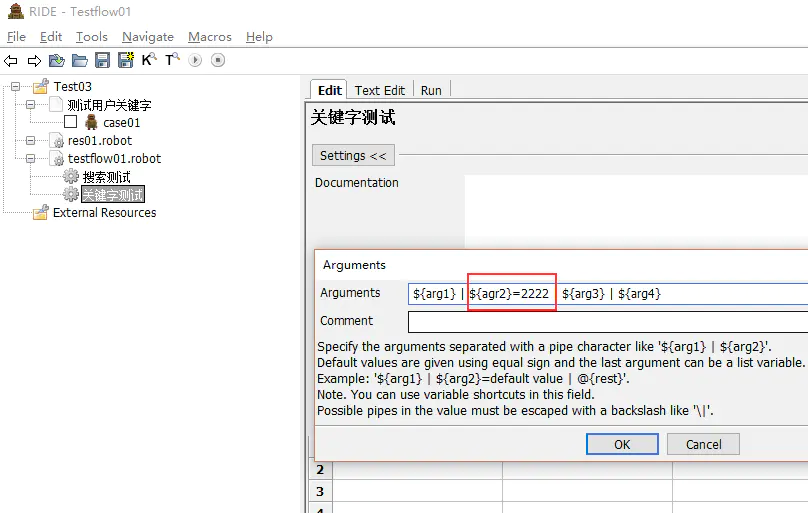 RIDE - Testflow01
File Edit Tools Navigate Macros Help
Test03
测试用户关键字
case01
res01.robot
testflow01.robot
搜索测试
关键字测试
External Resources
Edit Text Edit Run
关键字测试
Settings <<
Documentation
Arguments
Arguments ${arg1} | ${agr2}=2222 ${arg3} | ${arg4}
Comment
Specify the arguments separated with a pipe character like '${arg1} | ${arg2}'.
Default values are given using equal sign and the last argument can be a list variable.
Example: '${arg1} | ${arg2}=default value | @{rest}'.
Note. You can use variable shortcuts in this field.
Possible pipes in the value must be escaped with a backslash like '\|'.
OK Cancel
2
3